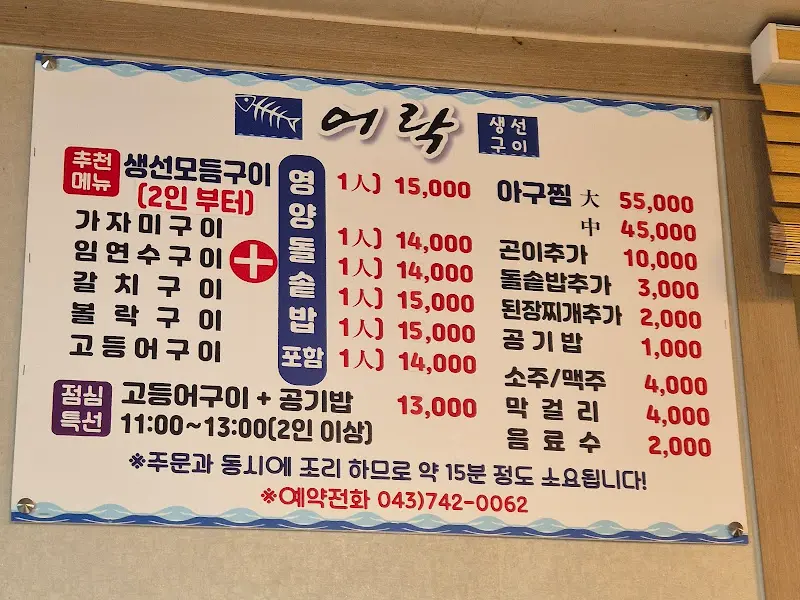 어락 생선구이
추천메뉴 생선모듬구이 1人) 15,000
(2인 부터)
가자미구이 1人) 14,000
임연수구이 1人) 14,000
갈치구이 1人) 15,000
볼락구이 1人) 15,000
고등어구이 1人) 14,000
+ 영양돌솥밥 포함
점심특선 고등어구이 + 공기밥 13,000
11:00~13:00(2인 이상)
아구찜 大 55,000
中 45,000
곤이추가 10,000
돌솥밥추가 3,000
된장찌개추가 2,000
공기밥 1,000
소주/맥주 4,000
막걸리 4,000
음료수 2,000
※주문과 동시에 조리 하므로 약 15분 정도 소요됩니다!
※예약전화 043)742-0062